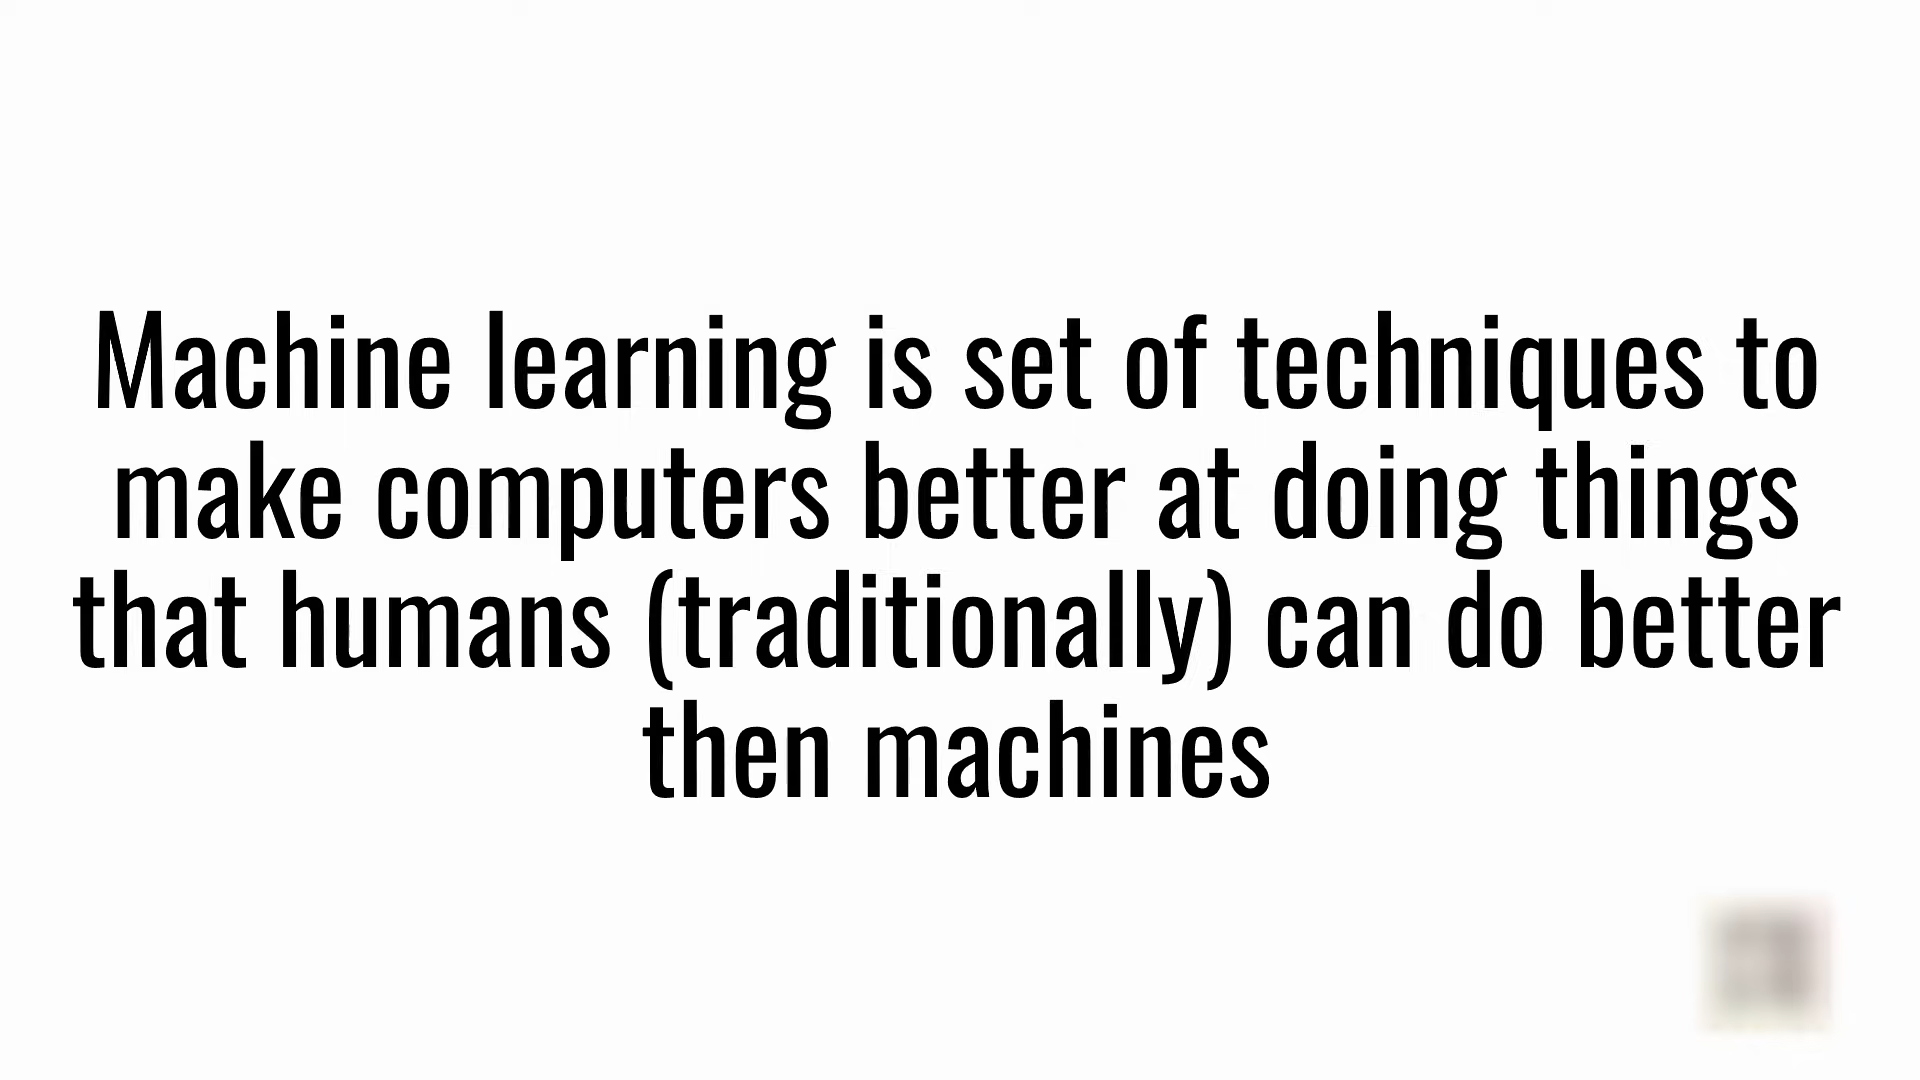 Machine learning is set of techniques to
make computers better at doing things
that humans (traditionally) can do better
then machines